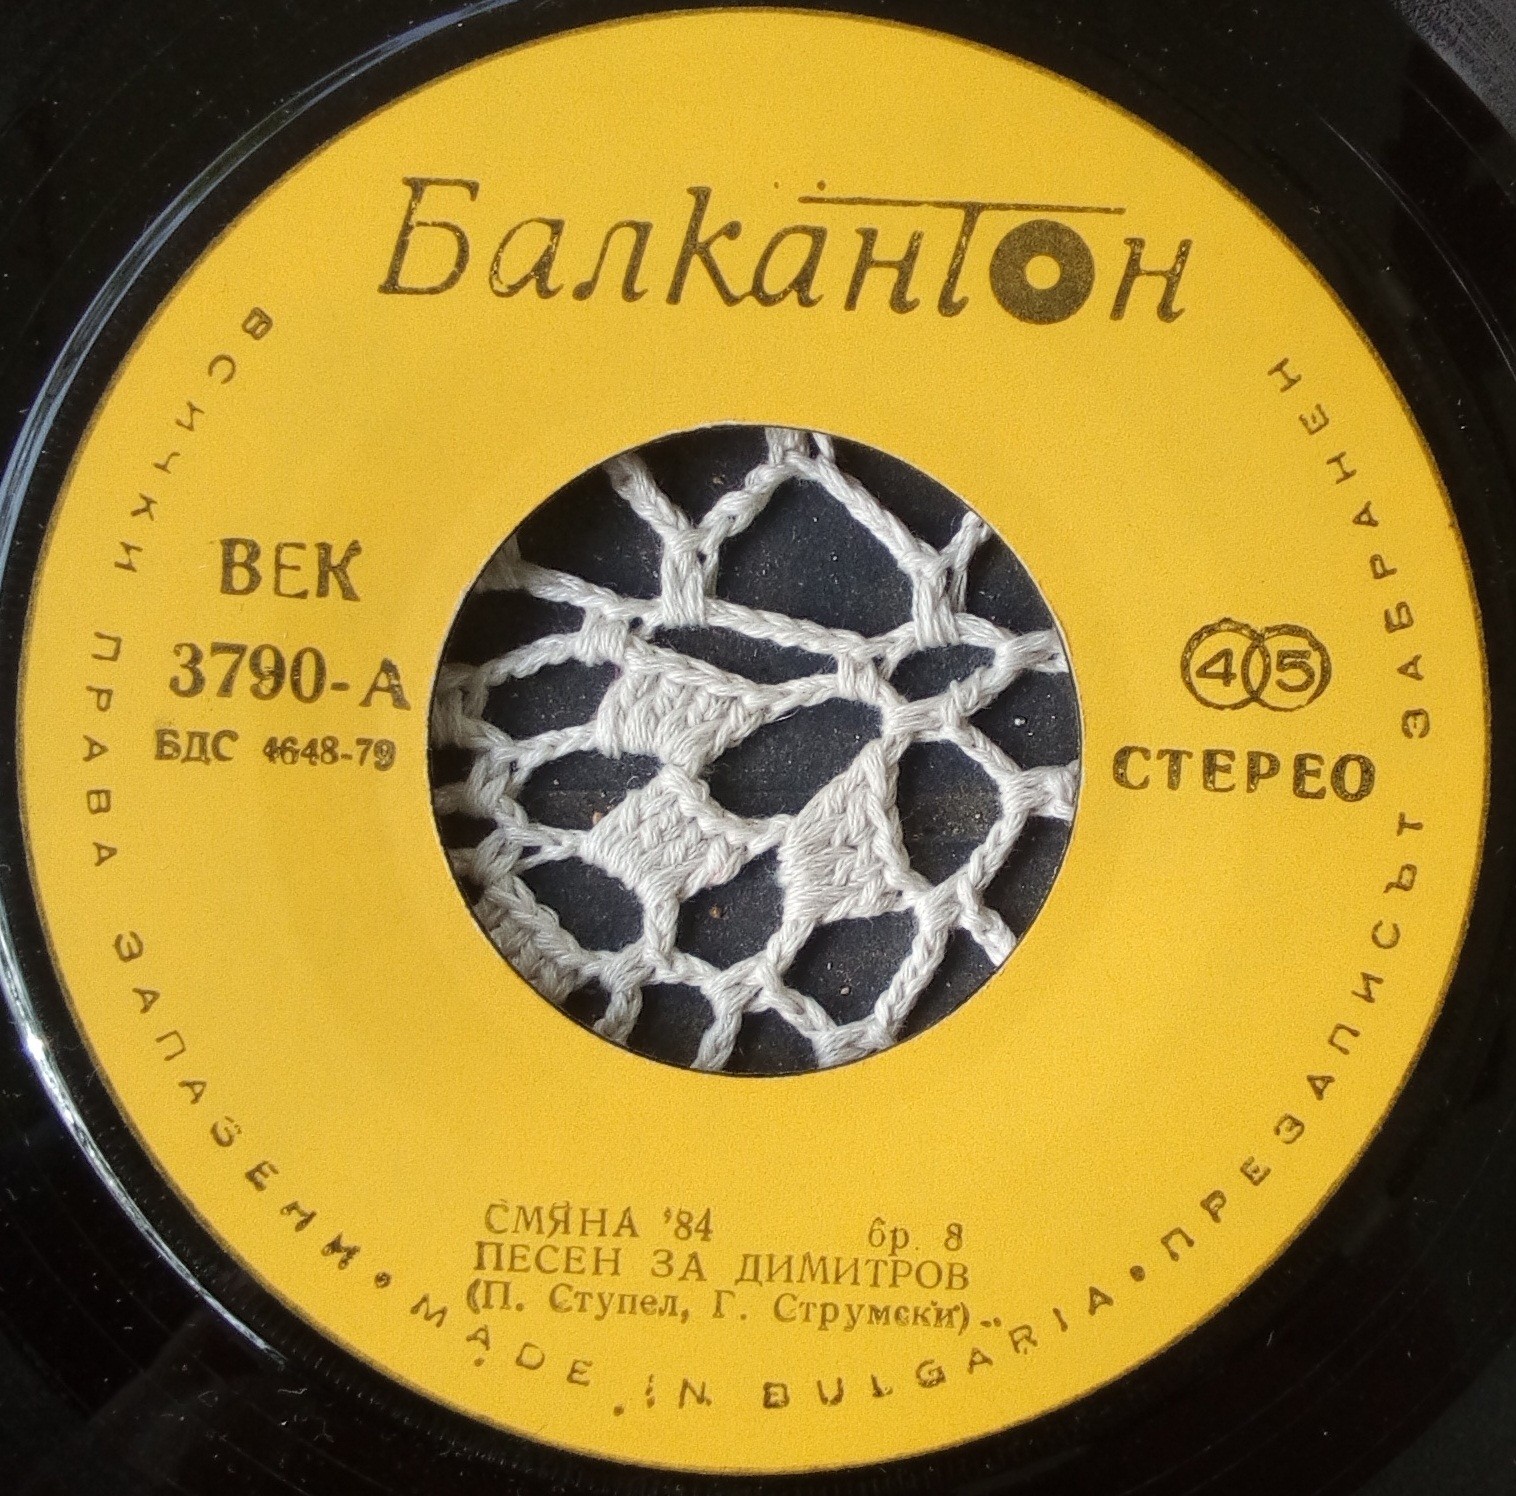 Балкантон
ВСИЧКИ ПРАВА ЗАПАЗЕНИ • MADE IN BULGARIA • ПРЕЗАПИСЪТ ЗАБРАНЕН
ВЕК
3790-А
БДС 4648-79
45
СТЕРЕО
СМЯНА '84 бр. 8
ПЕСЕН ЗА ДИМИТРОВ
(П. Ступел, Г. Струмски)